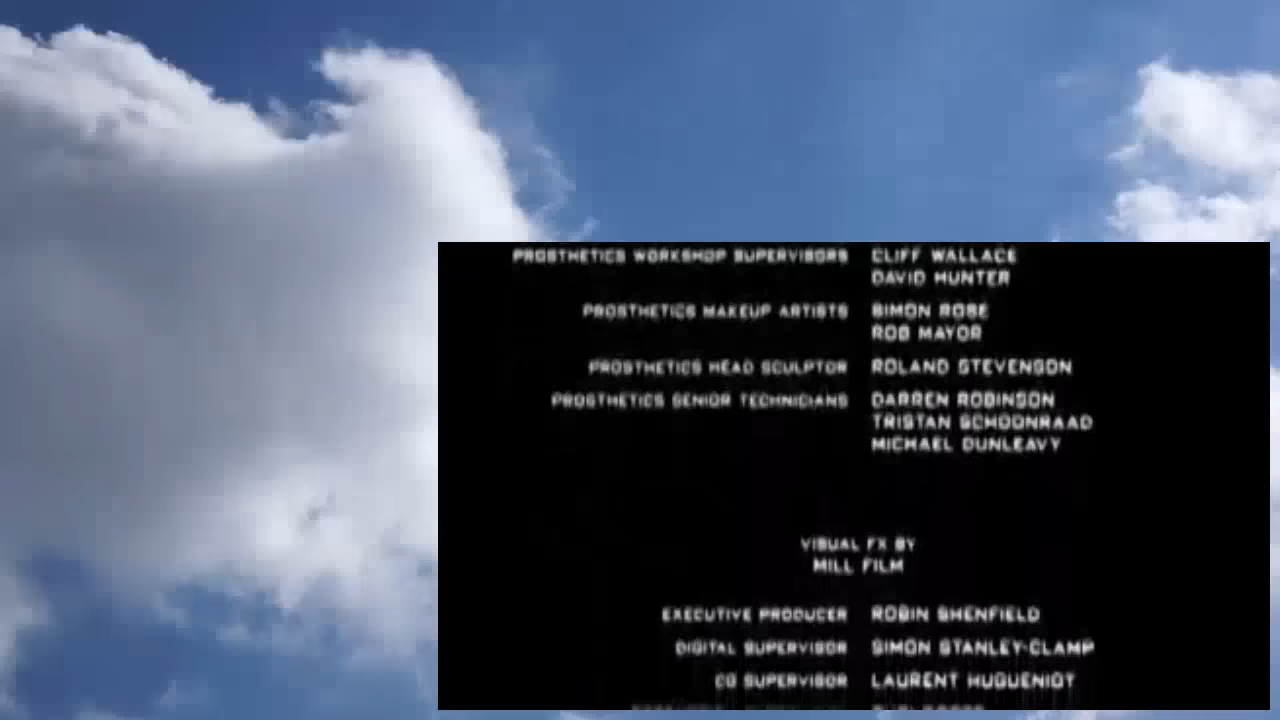 PROSTHETICS WORKSHOP SUPERVISORS CLIFF WALLACE
DAVID HUNTER
PROSTHETICS MAKEUP ARTISTS SIMON ROSE
ROB MAYOR
PROSTHETICS HEAD SCULPTOR ROLAND STEVENSON
PROSTHETICS SENIOR TECHNICIANS DARREN ROBINSON
TRISTAN SCHOONRAAD
MICHAEL DUNLEAVY
VISUAL FX BY
MILL FILM
EXECUTIVE PRODUCER ROBIN SHENFIELD
DIGITAL SUPERVISOR SIMON STANLEY-CLAMP
CG SUPERVISOR LAURENT HUGUENIOT